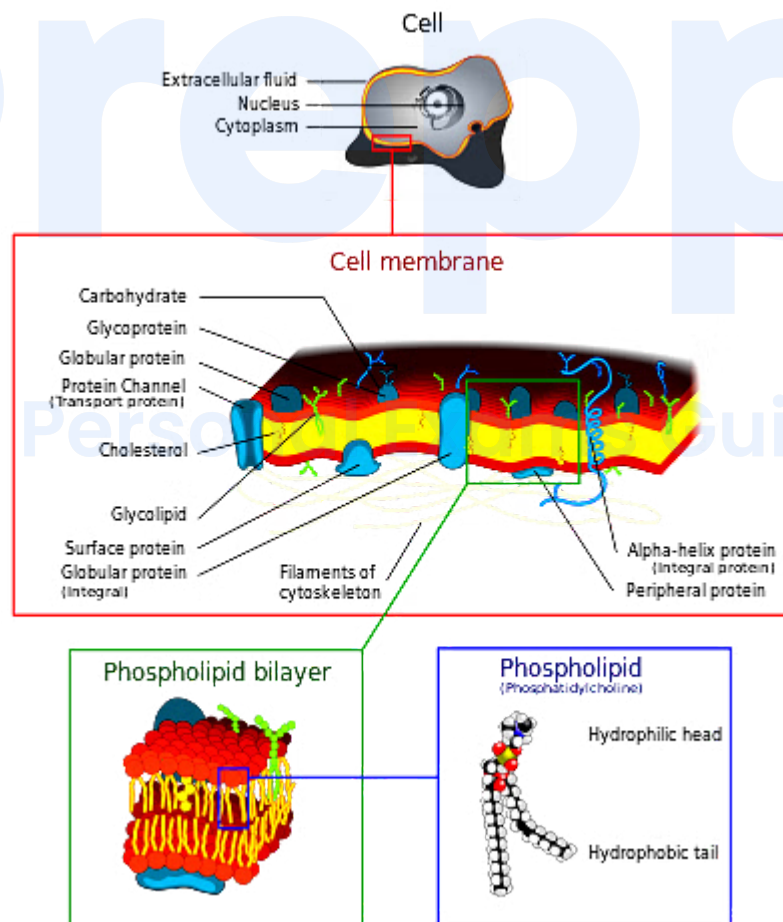 Cell
Extracellular fluid
Nucleus
Cytoplasm
Cell membrane
Carbohydrate
Glycoprotein
Globular protein
Protein Channel
(Transport protein)
Cholesterol
Glycolipid
Surface protein
Globular protein
(Integral)
Filaments of
cytoskeleton
Alpha-helix protein
(Integral protein)
Peripheral protein
Phospholipid bilayer
Phospholipid
(Phosphatidylcholine)
Hydrophilic head
Hydrophobic tail
prepp